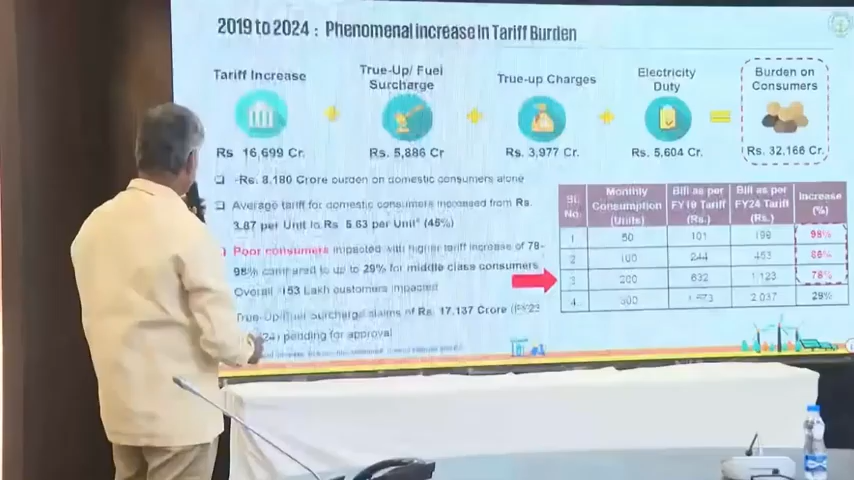 2019 to 2024 : Phenomenal Increase in Tariff Burden
Tariff Increase
True-Up/ Fuel
Surcharge
True-up Charges
Electricity
Duty
Burden on
Consumers
Rs 16,699 Cr.
Rs. 5,886 Cr
Rs. 3,977 Cr.
Rs. 5,604 Cr.
Rs. 32,166 Cr.
Rs. 8,180 Crore burden on domestic consumers alone
Average tariff for domestic consumers increased from Rs.
3.87 per Unit to Rs 5.63 per Unit* (45%)
Poor consumers impacted with higher tariff increase of 78-
98% compared to up to 29% for middle class consumers
Overall 153 Lakh customers impacted
True-Up/Fuel Surcharge claims of Rs. 17,137 Crore (FY23
24) pending for approval
Sl. No. Monthly Consumption (Units) Bill as per FY19 Tariff (Rs.) Bill as per FY24 Tariff (Rs.) Increase (%)
1 50 101 199 98%
2 100 244 453 86%
3 200 632 1,123 78%
4 300 1,573 2,037 29%